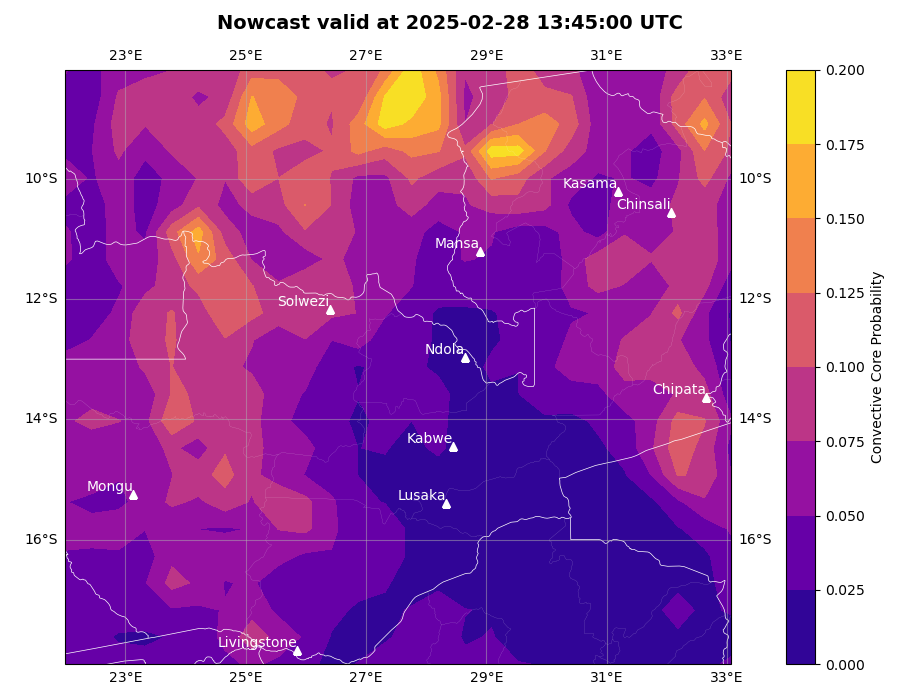 Nowcast valid at 2025-02-28 13:45:00 UTC
23°E 25°E 27°E 29°E 31°E 33°E
0.200
0.175
10°S 10°S
Kasama
Chinsali
0.150
Mansa
12°S 12°S
Solwezi
0.125
Ndola
0.100
Chipata
14°S 14°S
Kabwe
0.075
Mongu
Lusaka
0.050
16°S 16°S
0.025
Livingstone
0.000
23°E 25°E 27°E 29°E 31°E 33°E
Convective Core Probability